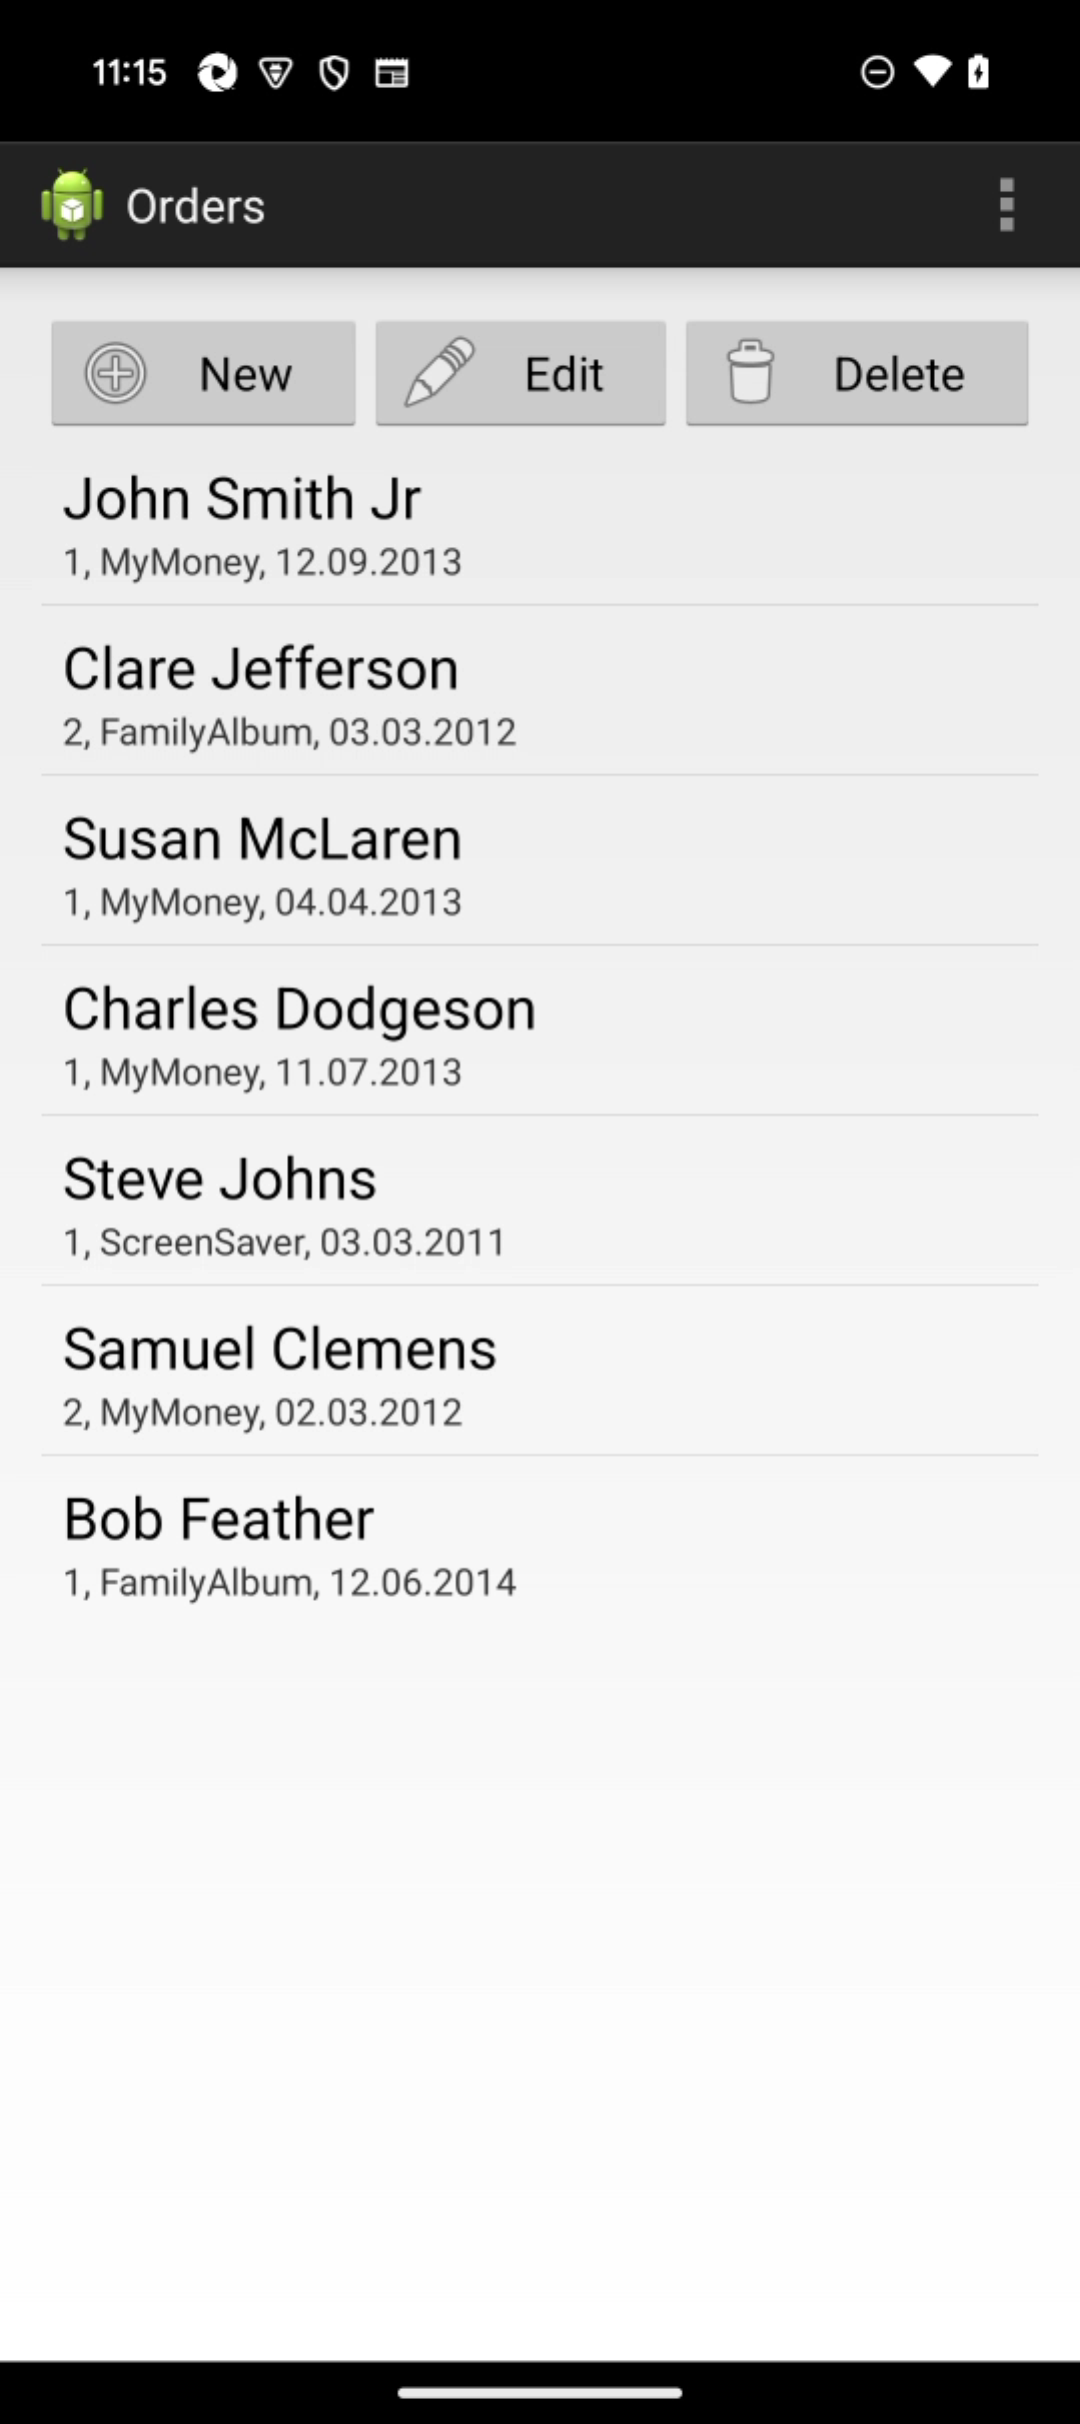 11:15
Orders
New Edit Delete
John Smith Jr
1, MyMoney, 12.09.2013
Clare Jefferson
2, FamilyAlbum, 03.03.2012
Susan McLaren
1, MyMoney, 04.04.2013
Charles Dodgeson
1, MyMoney, 11.07.2013
Steve Johns
1, ScreenSaver, 03.03.2011
Samuel Clemens
2, MyMoney, 02.03.2012
Bob Feather
1, FamilyAlbum, 12.06.2014